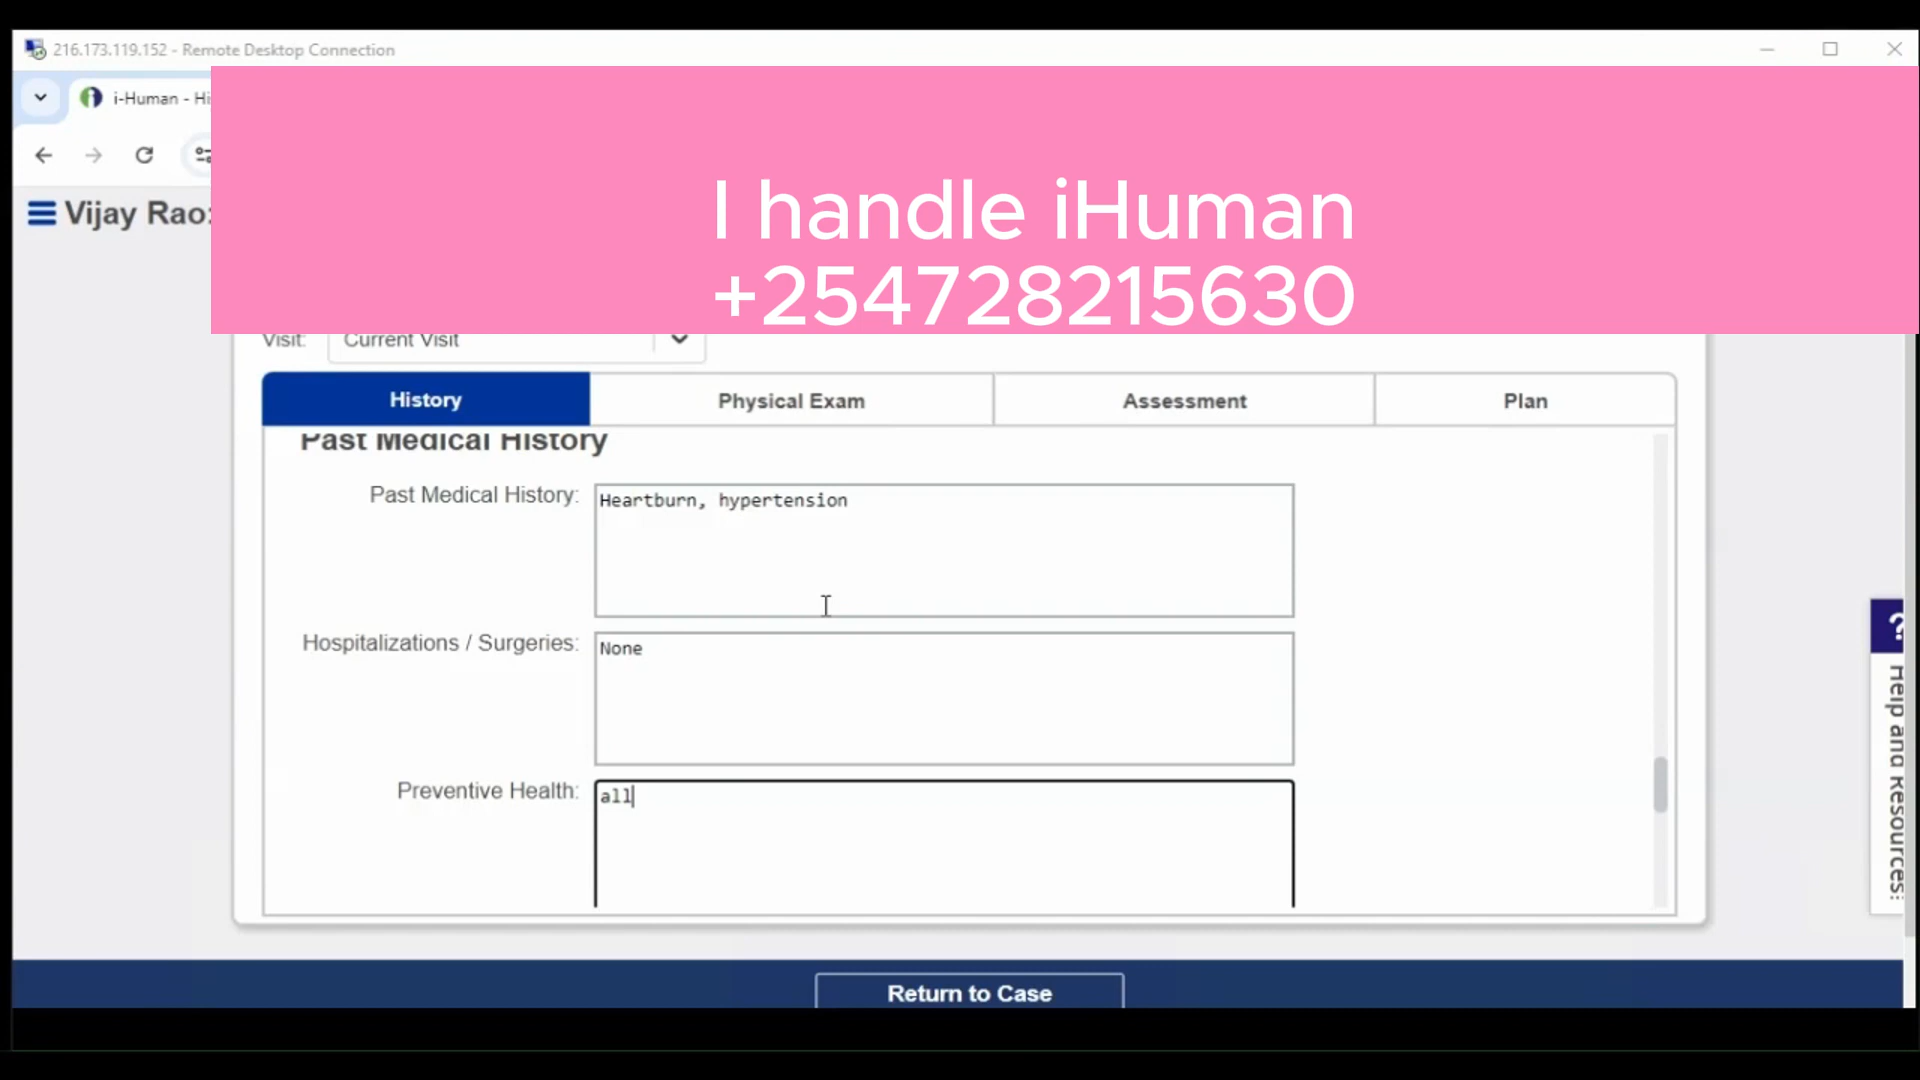 216.173.119.152 - Remote Desktop Connection
i-Human - Hi
I handle iHuman
+254728215630
Vijay Rao:
Visit: Current Visit
History Physical Exam Assessment Plan
Past Medical History
Past Medical History: Heartburn, hypertension
Hospitalizations / Surgeries: None
Preventive Health: all
Help and Resources
Return to Case